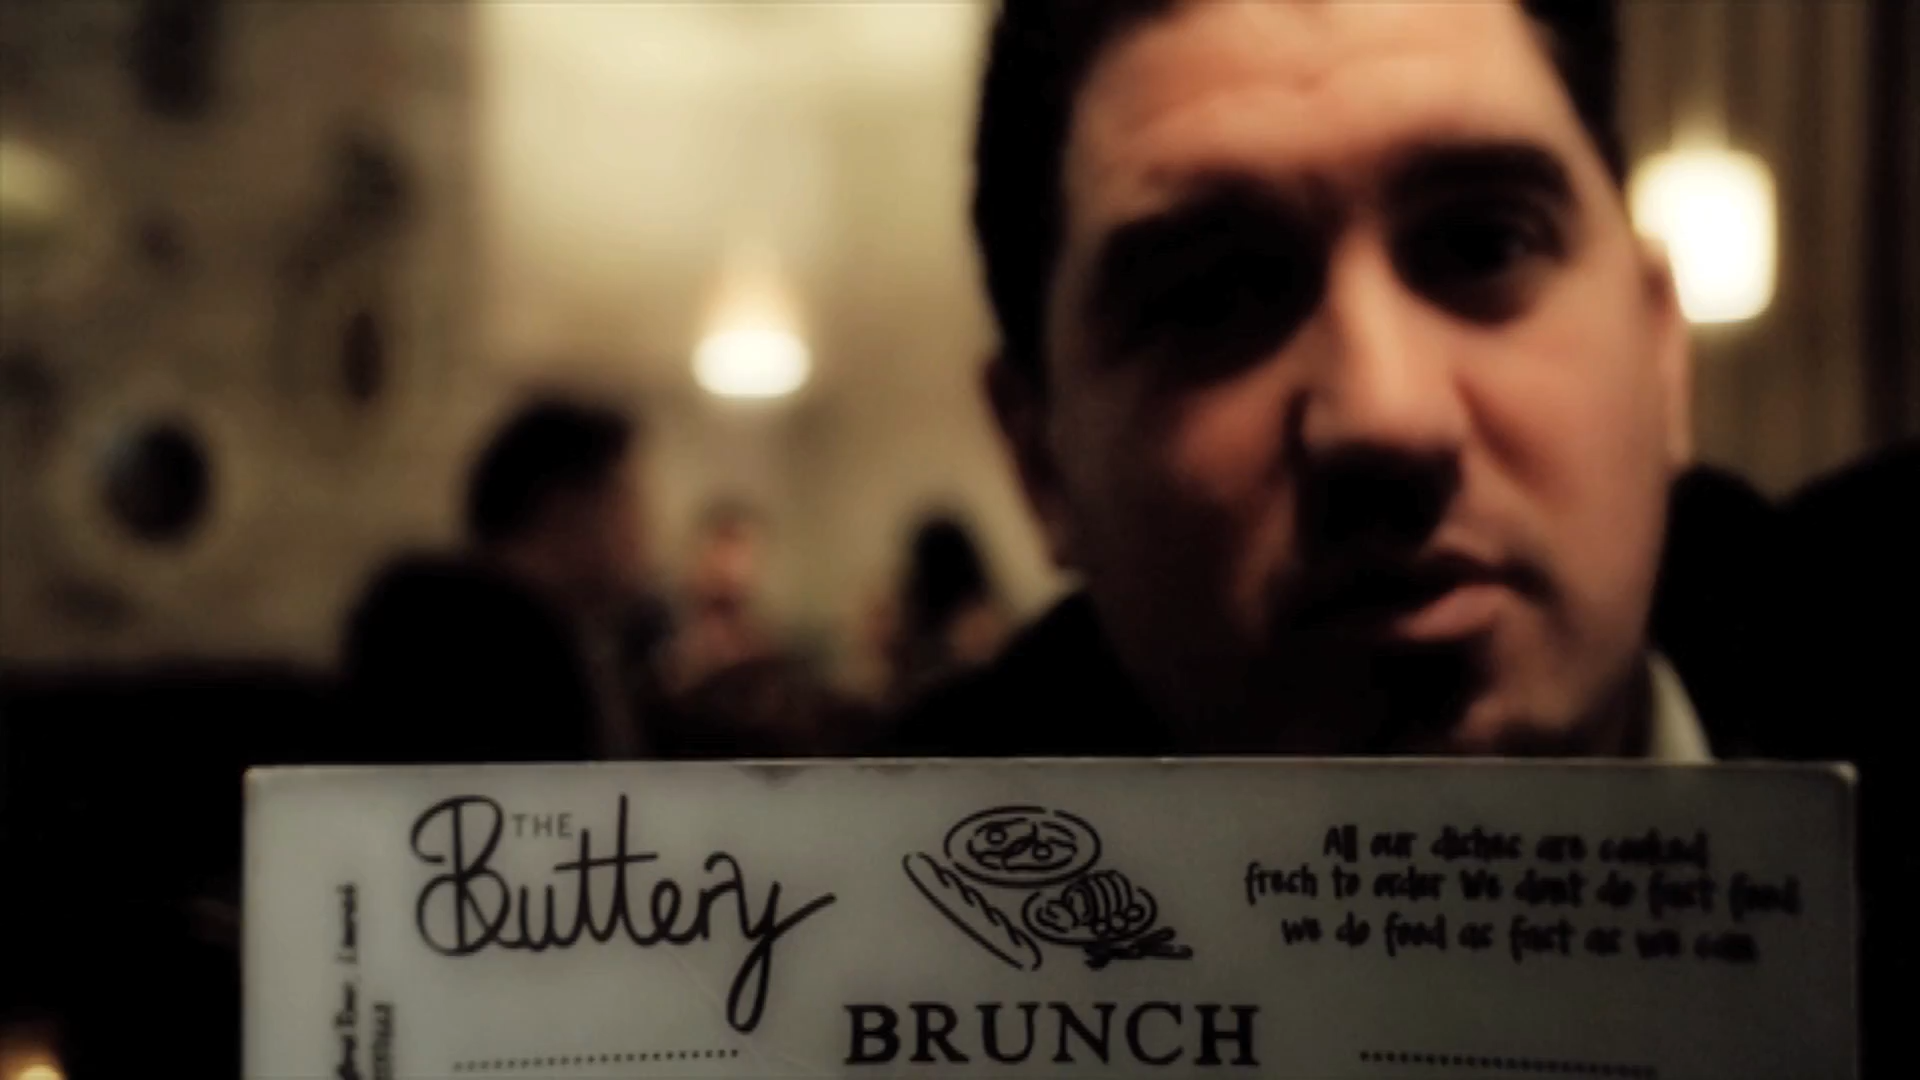 THE
Buttery
All our dishes are cooked
fresh to order We dont do fast food
we do food as fast as we can
BRUNCH